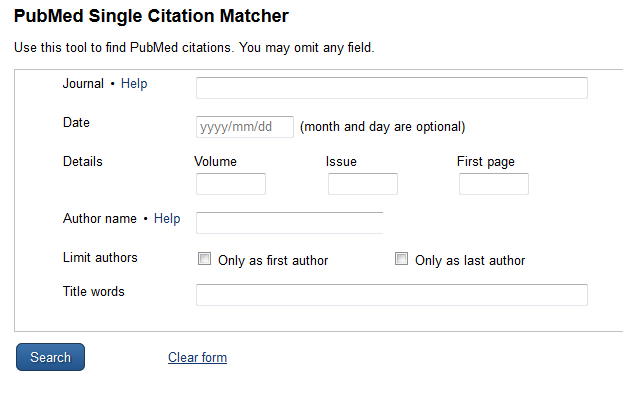 PubMed Single Citation Matcher
Use this tool to find PubMed citations. You may omit any field.
Journal • Help
Date yyyy/mm/dd (month and day are optional)
Details Volume Issue First page
Author name • Help
Limit authors Only as first author Only as last author
Title words
Search Clear form